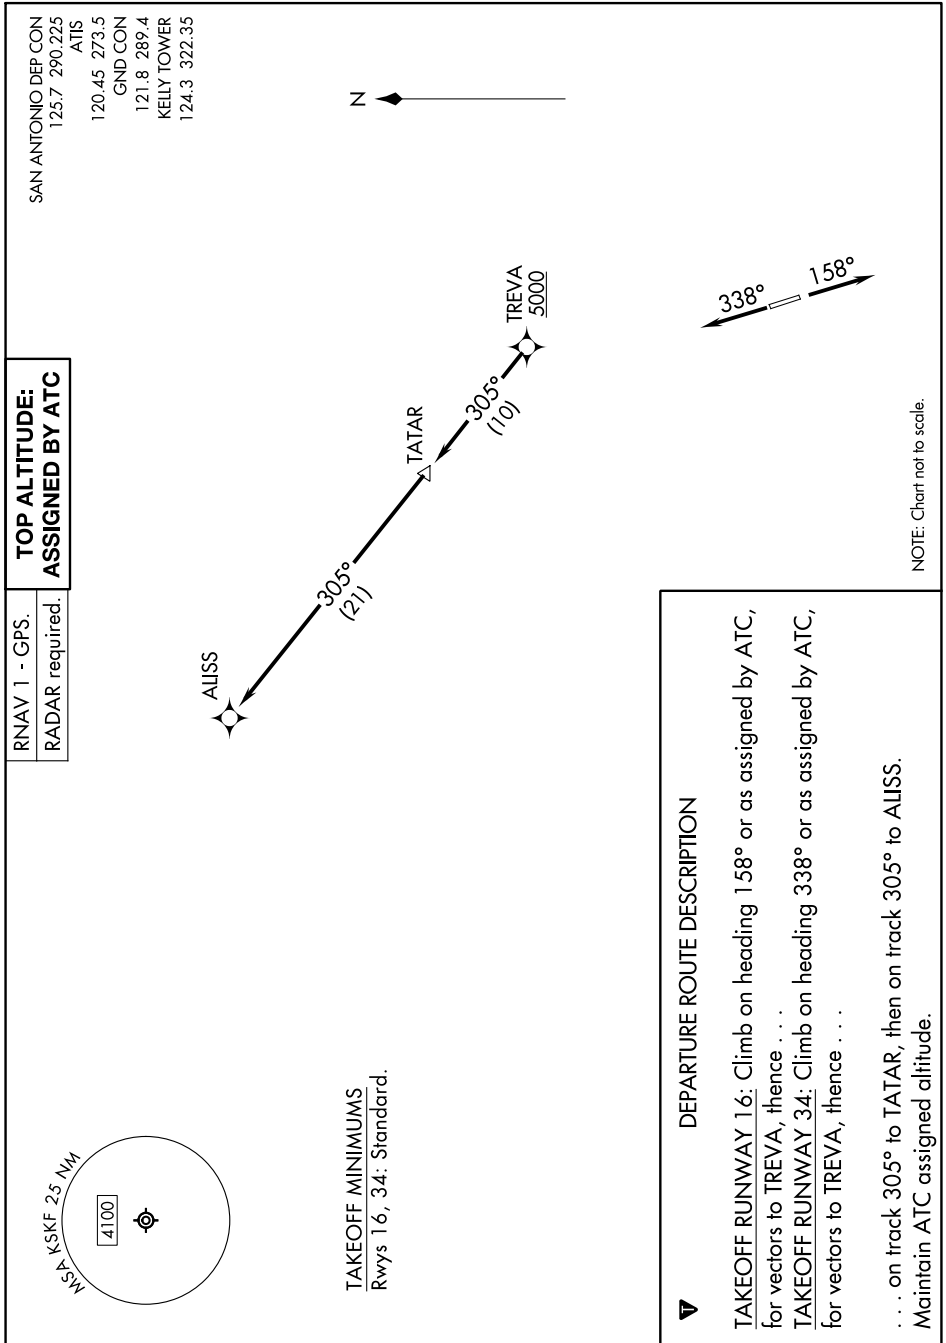 MSA KSKF 25 NM
4100
RNAV 1 - GPS.
RADAR required.
TOP ALTITUDE:
ASSIGNED BY ATC
SAN ANTONIO DEP CON
125.7 290.225
ATIS
120.45 273.5
GND CON
121.8 289.4
KELLY TOWER
124.3 322.35
N
ALISS
305°
(21)
TATAR
305°
(10)
TREVA
5000
338°
158°
TAKEOFF MINIMUMS
Rwys 16, 34: Standard.
NOTE: Chart not to scale.
T
DEPARTURE ROUTE DESCRIPTION
TAKEOFF RUNWAY 16: Climb on heading 158° or as assigned by ATC,
for vectors to TREVA, thence . . .
TAKEOFF RUNWAY 34: Climb on heading 338° or as assigned by ATC,
for vectors to TREVA, thence . . .
. . . on track 305° to TATAR, then on track 305° to ALISS.
Maintain ATC assigned altitude.